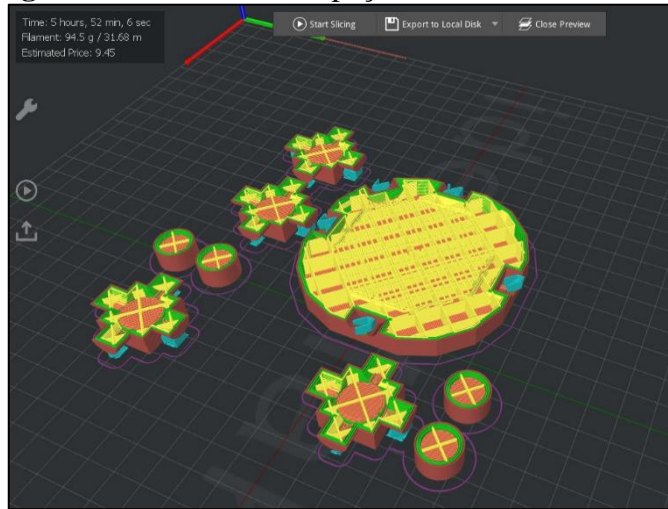 Time: 5 hours, 52 min, 6 sec
Filament: 94.5 g / 31.68 m
Estimated Price: 9.45
Start Slicing
Export to Local Disk
Close Preview